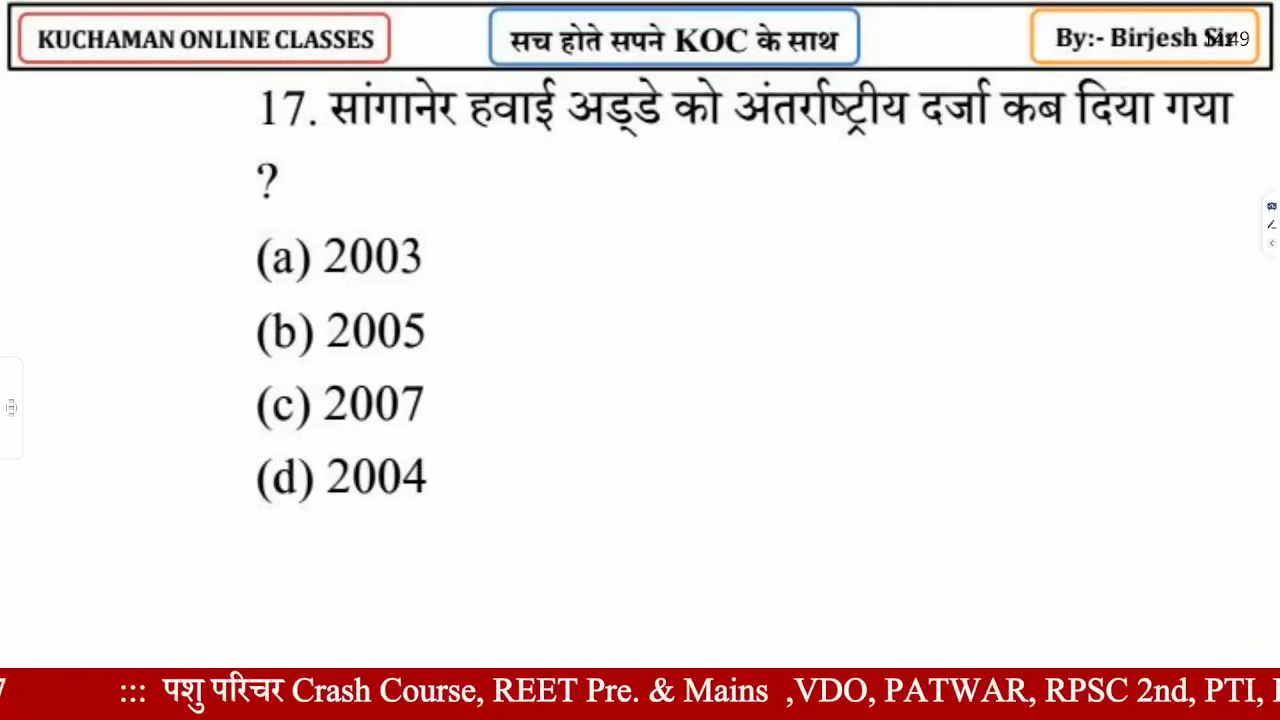 KUCHAMAN ONLINE CLASSES
सच होते सपने KOC के साथ
By:- Birjesh Sir
17. सांगानेर हवाई अड्डे को अंतर्राष्ट्रीय दर्जा कब दिया गया
?
(a) 2003
(b) 2005
(c) 2007
(d) 2004
::: पशु परिचर Crash Course, REET Pre. & Mains ,VDO, PATWAR, RPSC 2nd, PTI,